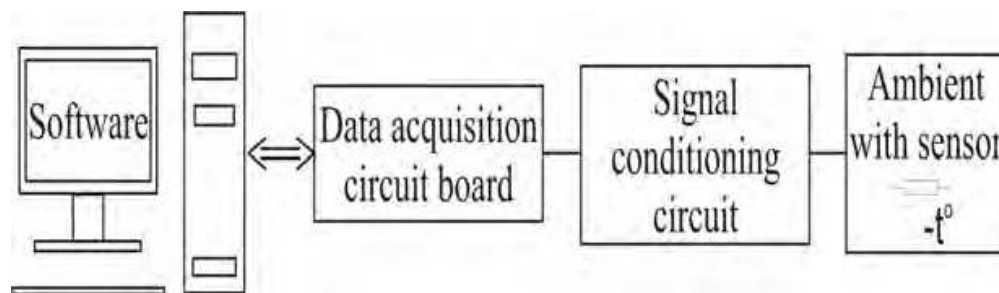 Software
Data acquisition
circuit board
Signal
conditioning
circuit
Ambient
with sensor
-t°